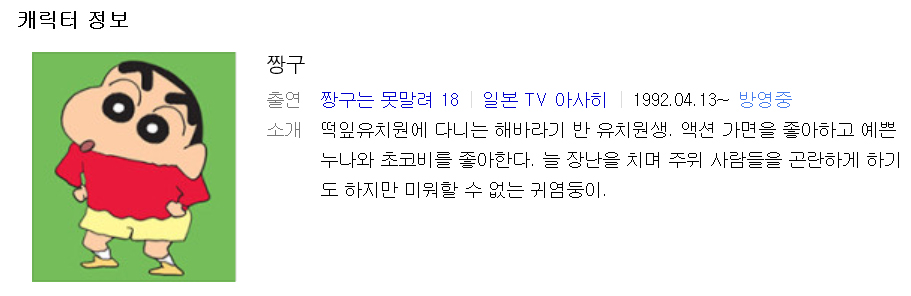 캐릭터 정보
짱구
출연 짱구는 못말려 18 | 일본 TV 아사히 | 1992.04.13~ 방영중
소개 떡잎유치원에 다니는 해바라기 반 유치원생. 액션 가면을 좋아하고 예쁜
누나와 초코비를 좋아한다. 늘 장난을 치며 주위 사람들을 곤란하게 하기
도 하지만 미워할 수 없는 귀염둥이.